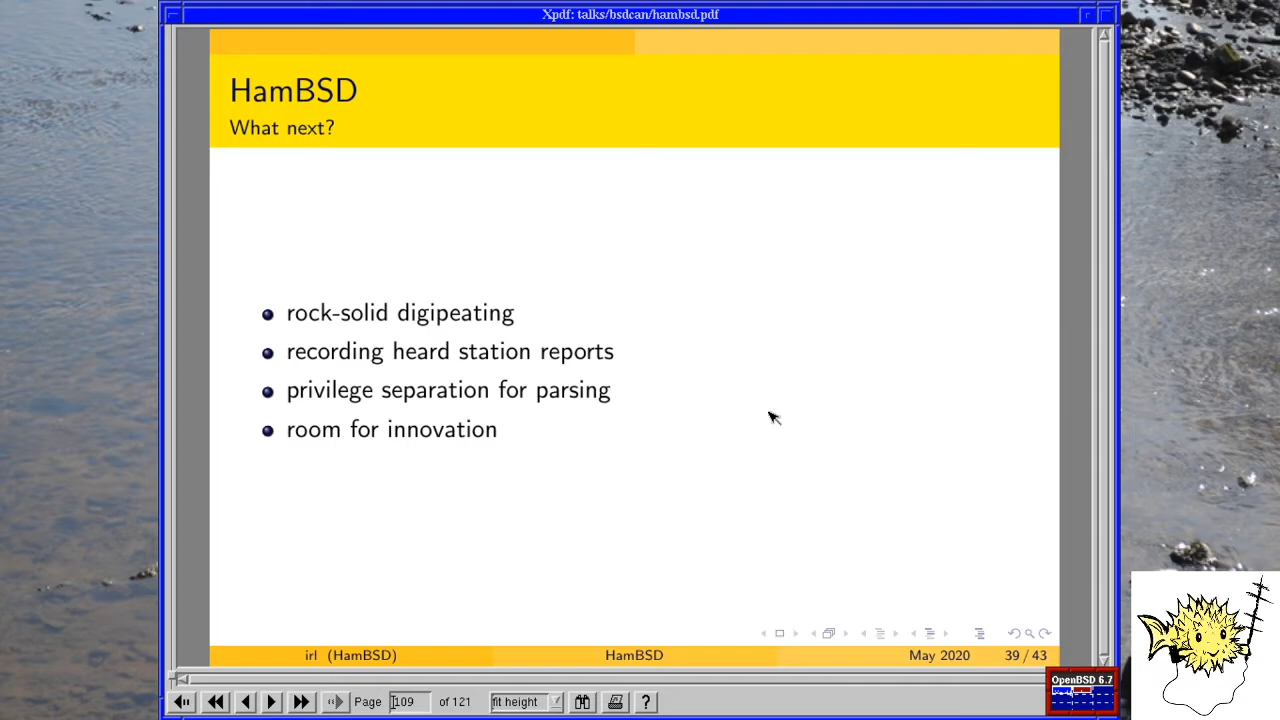 Xpdf: talks/bsdcan/hambsd.pdf
HamBSD
What next?
rock-solid digipeating
recording heard station reports
privilege separation for parsing
room for innovation
irl (HamBSD) HamBSD May 2020 39 / 43
OpenBSD 6.7
Page 109 of 121 fit height ?